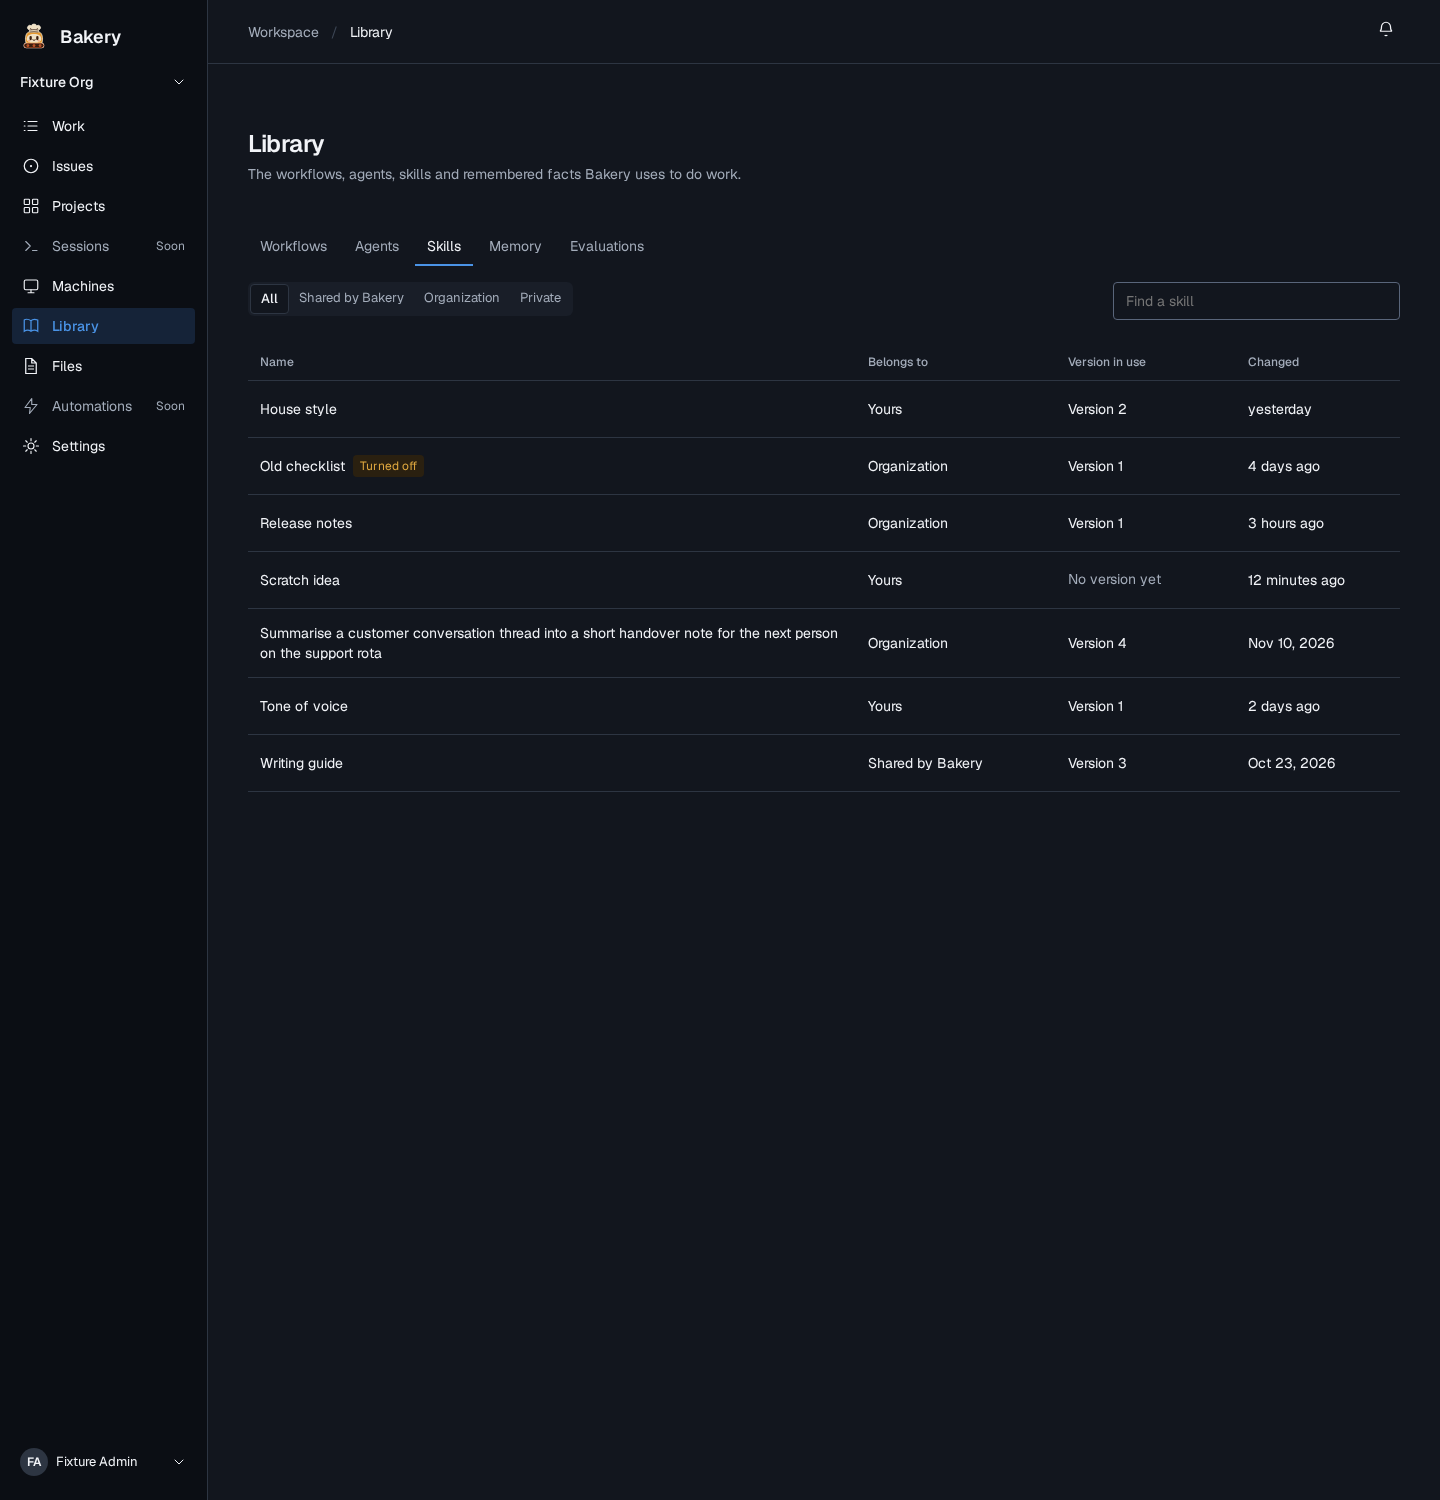 Bakery
Fixture Org
Work
Issues
Projects
Sessions Soon
Machines
Library
Files
Automations Soon
Settings
FA Fixture Admin
Workspace / Library
Library
The workflows, agents, skills and remembered facts Bakery uses to do work.
Workflows Agents Skills Memory Evaluations
All Shared by Bakery Organization Private
Find a skill
Name Belongs to Version in use Changed
House style Yours Version 2 yesterday
Old checklist Turned off Organization Version 1 4 days ago
Release notes Organization Version 1 3 hours ago
Scratch idea Yours No version yet 12 minutes ago
Summarise a customer conversation thread into a short handover note for the next person
on the support rota Organization Version 4 Nov 10, 2026
Tone of voice Yours Version 1 2 days ago
Writing guide Shared by Bakery Version 3 Oct 23, 2026